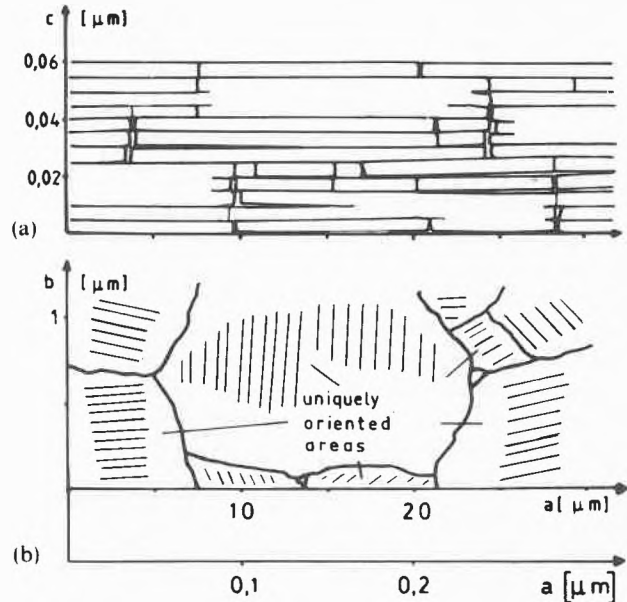 c [μm]
0,06
0,04
0,02
(a)
b [μm]
1
uniquely
oriented
areas
10 20 a[μm]
(b)
0,1 0,2 a [μm]